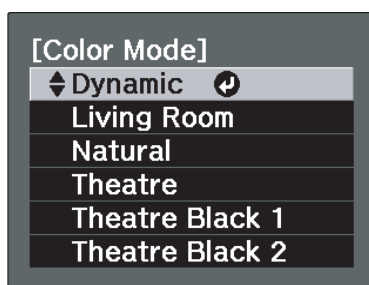 [Color Mode]
Dynamic
Living Room
Natural
Theatre
Theatre Black 1
Theatre Black 2